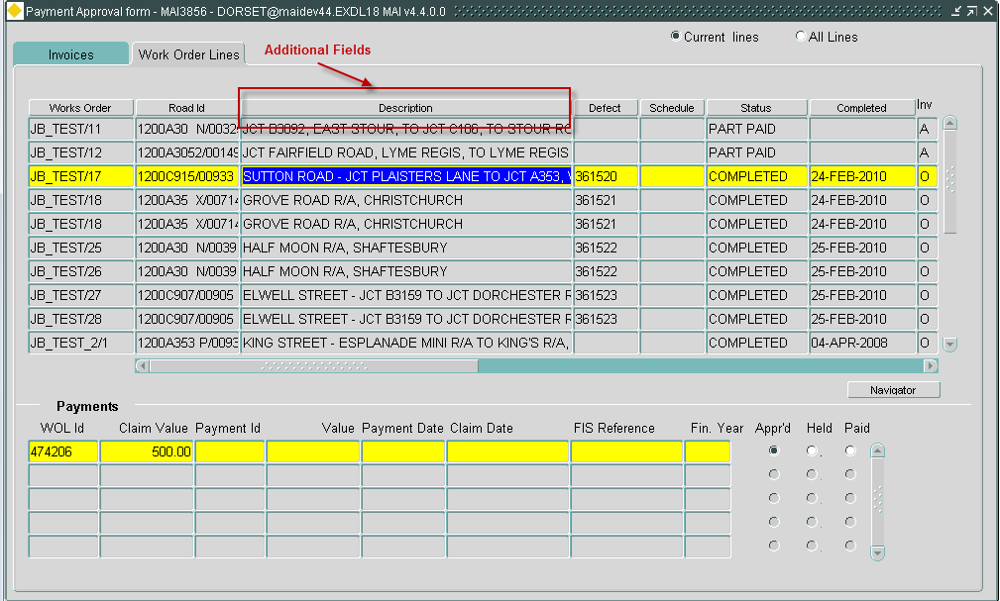 Payment Approval form - MAI3856 - DORSET@maidev44.EXDL18 MAI v4.4.0.0
Current lines All Lines
Invoices Work Order Lines Additional Fields
Works Order Road Id Description Defect Schedule Status Completed Inv
JB_TEST/11 1200A30 N/0032 JCT B3092, EAST STOUR, TO JCT C186, TO STOUR RO PART PAID A
JB_TEST/12 1200A3052/00149 JCT FAIRFIELD ROAD, LYME REGIS, TO LYME REGIS PART PAID A
JB_TEST/17 1200C915/00933 SUTTON ROAD - JCT PLAISTERS LANE TO JCT A353, 361520 COMPLETED 24-FEB-2010 O
JB_TEST/18 1200A35 X/00714 GROVE ROAD R/A, CHRISTCHURCH 361521 COMPLETED 24-FEB-2010 O
JB_TEST/18 1200A35 X/00714 GROVE ROAD R/A, CHRISTCHURCH 361521 COMPLETED 24-FEB-2010 O
JB_TEST/25 1200A30 N/0039 HALF MOON R/A, SHAFTESBURY 361522 COMPLETED 25-FEB-2010 O
JB_TEST/26 1200A30 N/0039 HALF MOON R/A, SHAFTESBURY 361522 COMPLETED 25-FEB-2010 O
JB_TEST/27 1200C907/00905 ELWELL STREET - JCT B3159 TO JCT DORCHESTER R 361523 COMPLETED 25-FEB-2010 O
JB_TEST/28 1200C907/00905 ELWELL STREET - JCT B3159 TO JCT DORCHESTER R 361523 COMPLETED 25-FEB-2010 O
JB_TEST_2/1 1200A353 P/0093 KING STREET - ESPLANADE MINI R/A TO KING'S R/A, COMPLETED 04-APR-2008 O
Navigator
Payments
WOL Id Claim Value Payment Id Value Payment Date Claim Date FIS Reference Fin. Year Appr'd Held Paid
474206 500.00